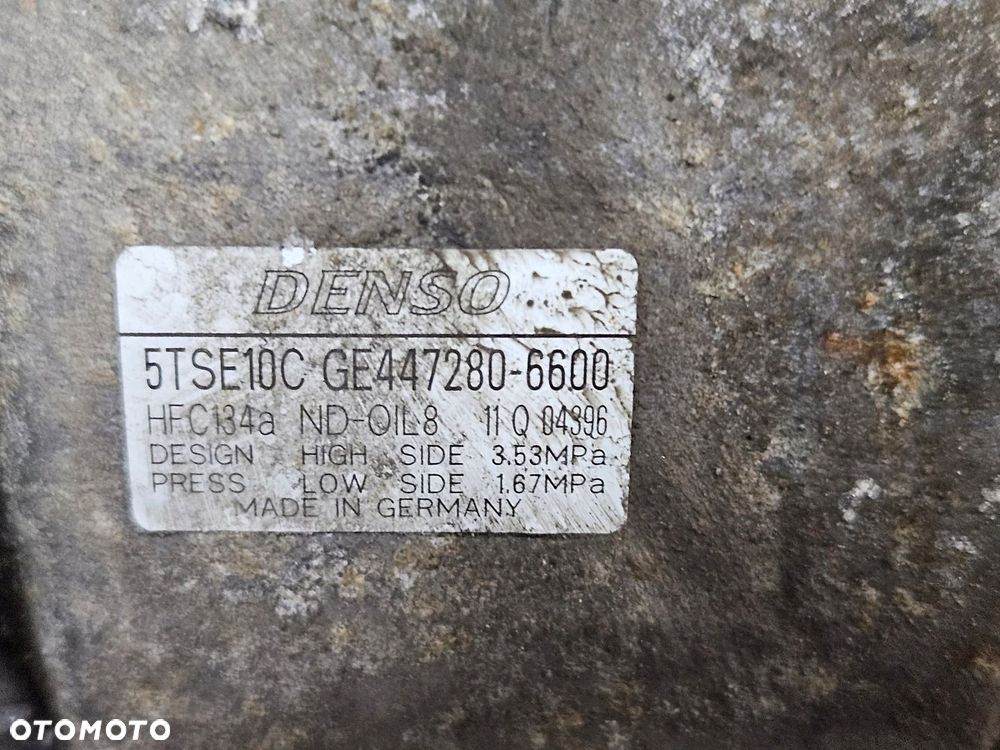 DENSO
5TSE10C GE447280-6600
HFC134a ND-OIL8 11 Q 04396
DESIGN HIGH SIDE 3.53MPa
PRESS LOW SIDE 1.67MPa
MADE IN GERMANY
OTOMOTO